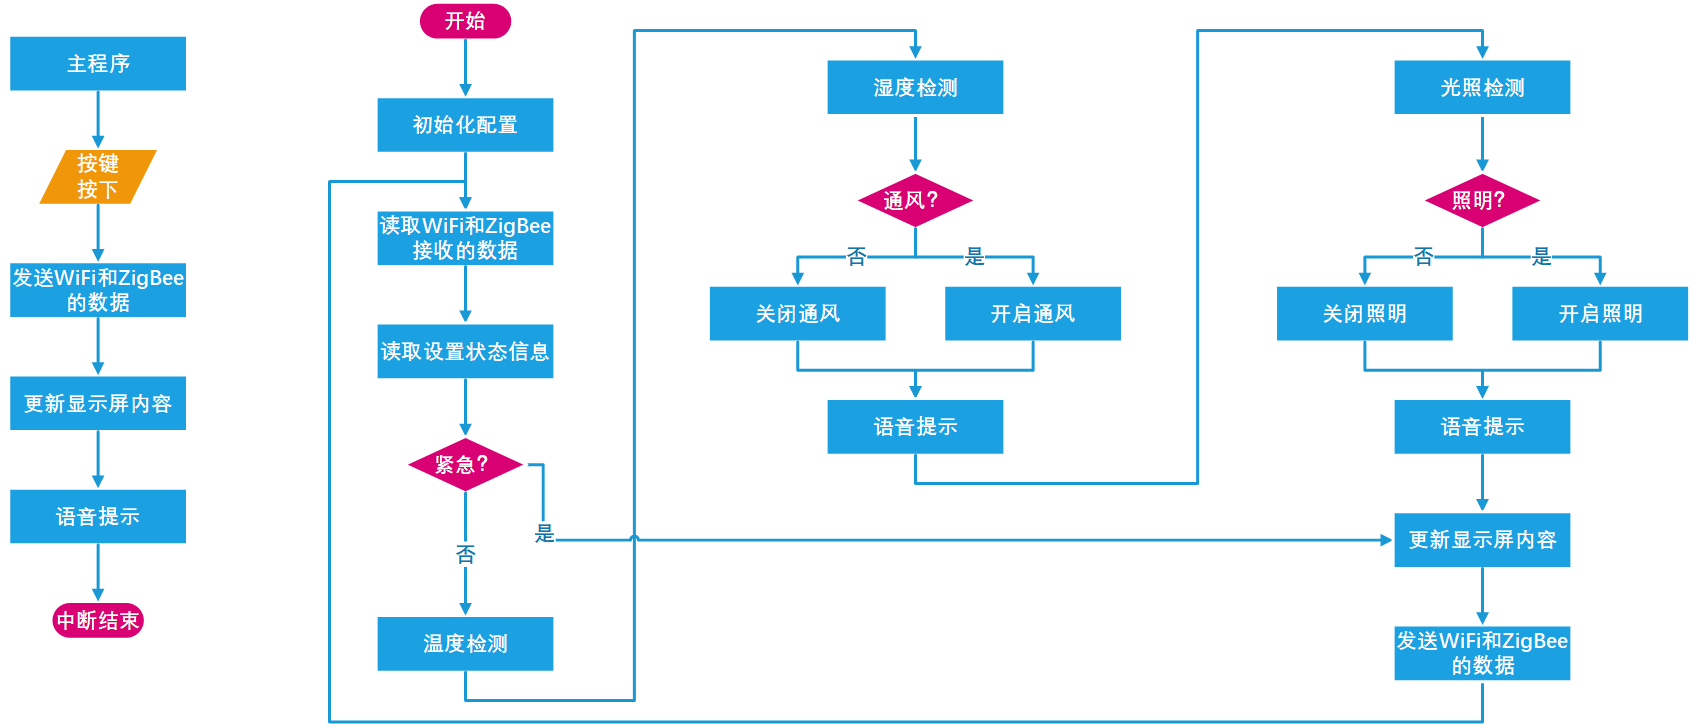 主程序
按键
按下
发送WiFi和ZigBee
的数据
更新显示屏内容
语音提示
中断结束
开始
初始化配置
读取WiFi和ZigBee
接收的数据
读取设置状态信息
紧急?
是
否
温度检测
湿度检测
通风?
否
是
关闭通风
开启通风
语音提示
光照检测
照明?
否
是
关闭照明
开启照明
语音提示
更新显示屏内容
发送WiFi和ZigBee
的数据